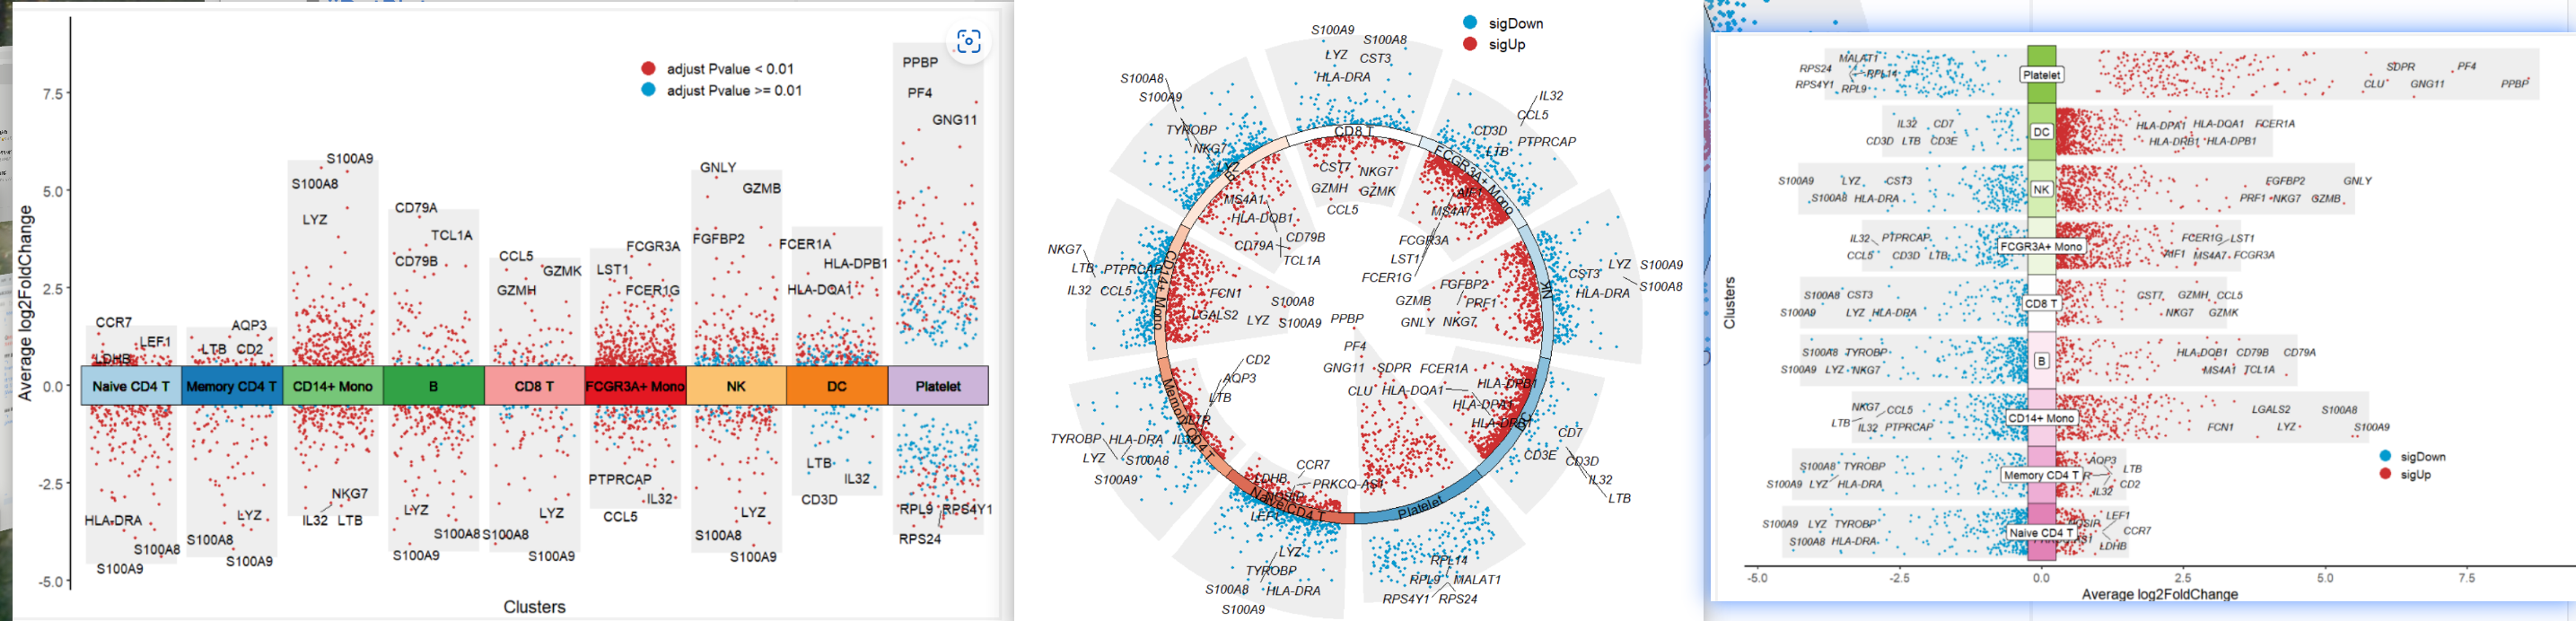 adjust Pvalue < 0.01
adjust Pvalue >= 0.01
Average log2FoldChange
7.5
5.0
2.5
0.0
-2.5
-5.0
CCR7
LEF1
LDHB
AQP3
LTB CD2
S100A9
S100A8
LYZ
CD79A
TCL1A
CD79B
CCL5
GZMK
GZMH
FCGR3A
LST1
FCER1G
GNLY
GZMB
FGFBP2
FCER1A
HLA-DPB1
HLA-DQA1
PPBP
PF4
GNG11
Naive CD4 T
Memory CD4 T
CD14+ Mono
B
CD8 T
FCGR3A+ Mono
NK
DC
Platelet
HLA-DRA
S100A8
S100A9
LYZ
S100A8
S100A9
NKG7
IL32 LTB
LYZ
S100A8
S100A9
LYZ
S100A8
S100A9
PTPRCAP
IL32
CCL5
LYZ
S100A8
S100A9
LTB
IL32
CD3D
RPL9 RPS4Y1
RPS24
Clusters
sigDown
sigUp
S100A9
S100A8
LYZ CST3
HLA-DRA
CD8 T
CST7 NKG7
GZMH GZMK
CCL5
IL32
CCL5
CD3D
PTPRCAP
LTB
FCGR3A+ Mono
AIF1
MS4A7
FCGR3A
LST1
FCER1G
LYZ S100A9
CST3
S100A8
HLA-DRA
NK
FGFBP2
GZMB PRF1
GNLY NKG7
FCER1A
HLA-DPB1
HLA-DQA1
HLA-DPA1
HLA-DRB1
CD7
CD3E CD3D
IL32
LTB
PPBP
PF4
GNG11 SDPR
CLU
Platelet
RPL14
RPL9 MALAT1
RPS4Y1 RPS24
CCR7
LDHB
PRKCQ-AS1
Naive CD4 T
LEF1
LYZ
TYROBP
S100A8 HLA-DRA
S100A9
CD2
AQP3
LTB
Memory CD4 T
TYROBP HLA-DRA
LYZ S100A8
S100A9
FCN1
S100A8
LGALS2 LYZ S100A9
CD14+ Mono
NKG7
LTB PTPRCAP
IL32 CCL5
S100A8
S100A9
TYROBP
NKG7
LYZ
B
MS4A1
HLA-DQB1
CD79B
CD79A
TCL1A
Clusters
MALAT1
RPS24 RPL14
RPS4Y1 RPL9
Platelet
SDPR PF4
CLU GNG11 PPBP
IL32 CD7
CD3D LTB CD3E
DC
HLA-DPA1 HLA-DQA1 FCER1A
HLA-DRB1 HLA-DPB1
S100A9 LYZ CST3
S100A8 HLA-DRA
NK
EGFBP2 GNLY
PRF1 NKG7 GZMB
IL32 PTPRCAP
CCL5 CD3D LTB
FCGR3A+ Mono
FCER1G LST1
AIF1 MS4A7 FCGR3A
S100A8 CST3
S100A9 LYZ HLA-DRA
CD8 T
CST7 GZMH CCL5
NKG7 GZMK
S100A8 TYROBP
S100A9 LYZ NKG7
B
HLA-DQB1 CD79B CD79A
MS4A1 TCL1A
NKG7 CCL5
LTB IL32 PTPRCAP
CD14+ Mono
LGALS2 S100A8
FCN1 LYZ S100A9
S100A8 TYROBP
S100A9 LYZ HLA-DRA
Memory CD4 T
AQP3 LTB
CD2
IL32
S100A9 LYZ TYROBP
S100A8 HLA-DRA
Naive CD4 T
LEF1
CCR7
LDHB
sigDown
sigUp
-5.0 -2.5 0.0 2.5 5.0 7.5
Average log2FoldChange